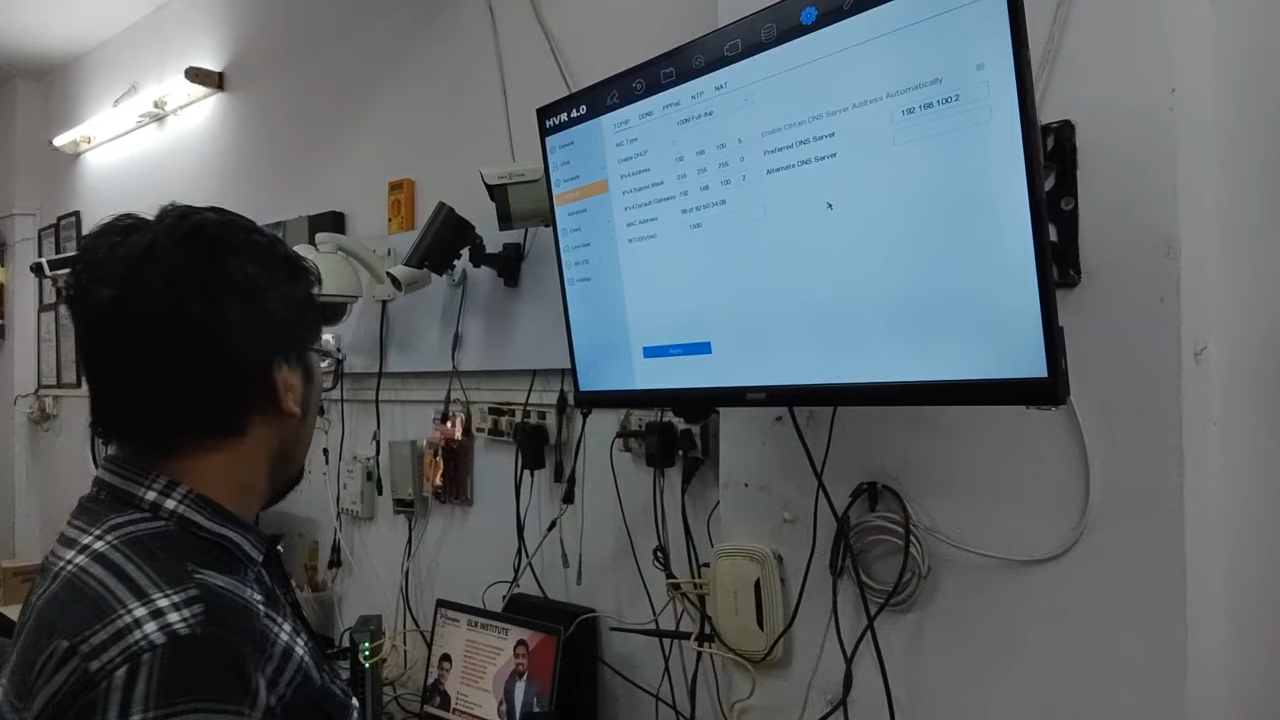 HVR 4.0
TCP/IP DDNS PPPoE NTP NAT
General
User
Network
TCP/IP
Advanced
Event
Live View
RS-232
Holiday
NIC Type 100M Full-dup
Enable DHCP
IPv4 Address 192 168 100 5
IPv4 Subnet Mask 255 255 255 0
IPv4 Default Gateway 192 168 100 2
MAC Address
MTU(Bytes) 1500
Enable Obtain DNS Server Address Automatically
Preferred DNS Server 192.168.100.2
Alternate DNS Server
Apply
GLM INSTITUTE